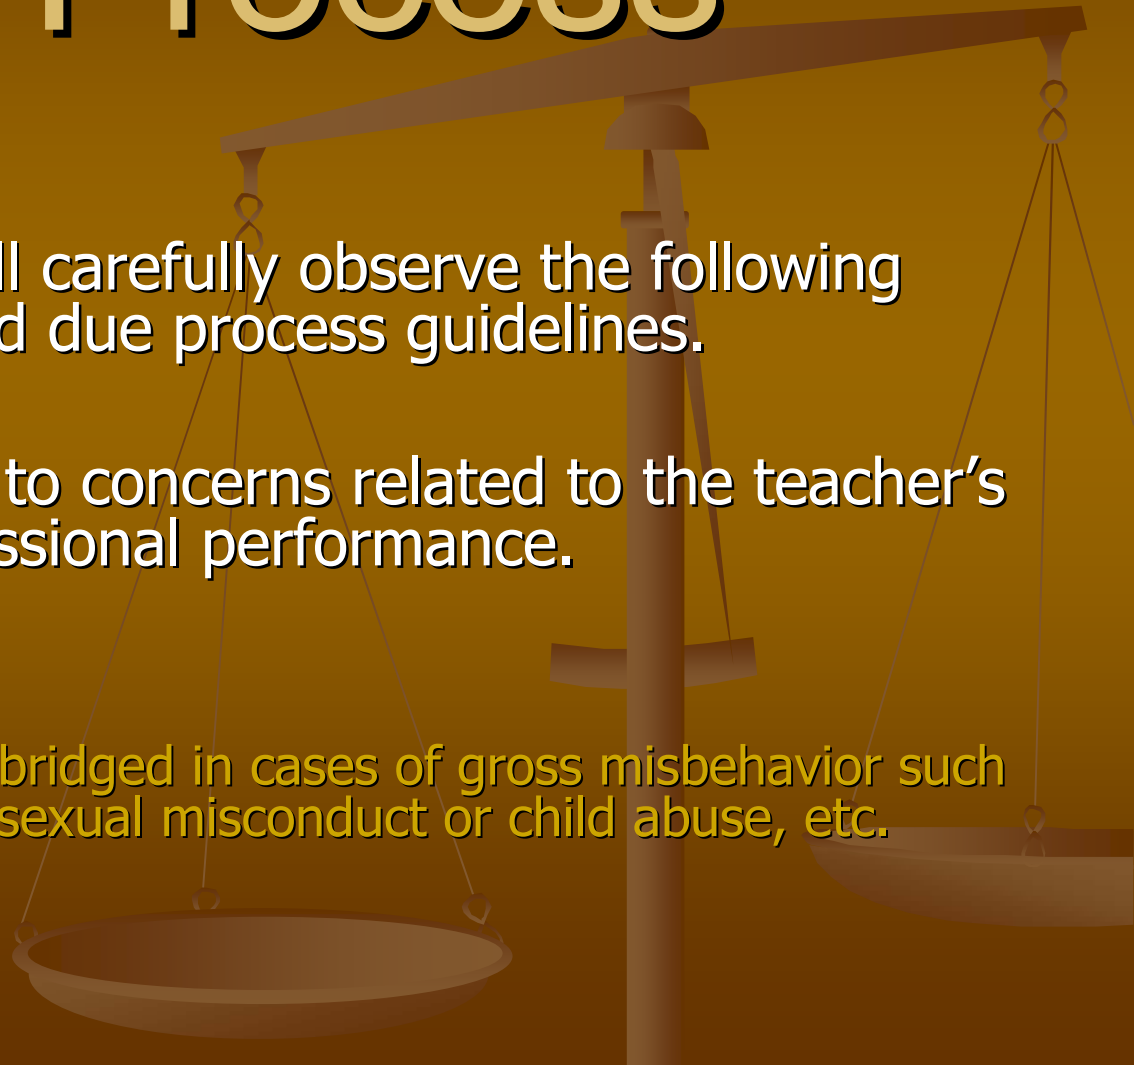 Process
ll carefully observe the following
d due process guidelines.
to concerns related to the teacher’s
ssional performance.
bridged in cases of gross misbehavior such
sexual misconduct or child abuse, etc.